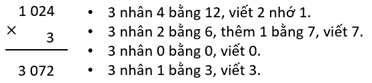 1 024
×
3
3 072
• 3 nhân 4 bằng 12, viết 2 nhớ 1.
• 3 nhân 2 bằng 6, thêm 1 bằng 7, viết 7.
• 3 nhân 0 bằng 0, viết 0.
• 3 nhân 1 bằng 3, viết 3.